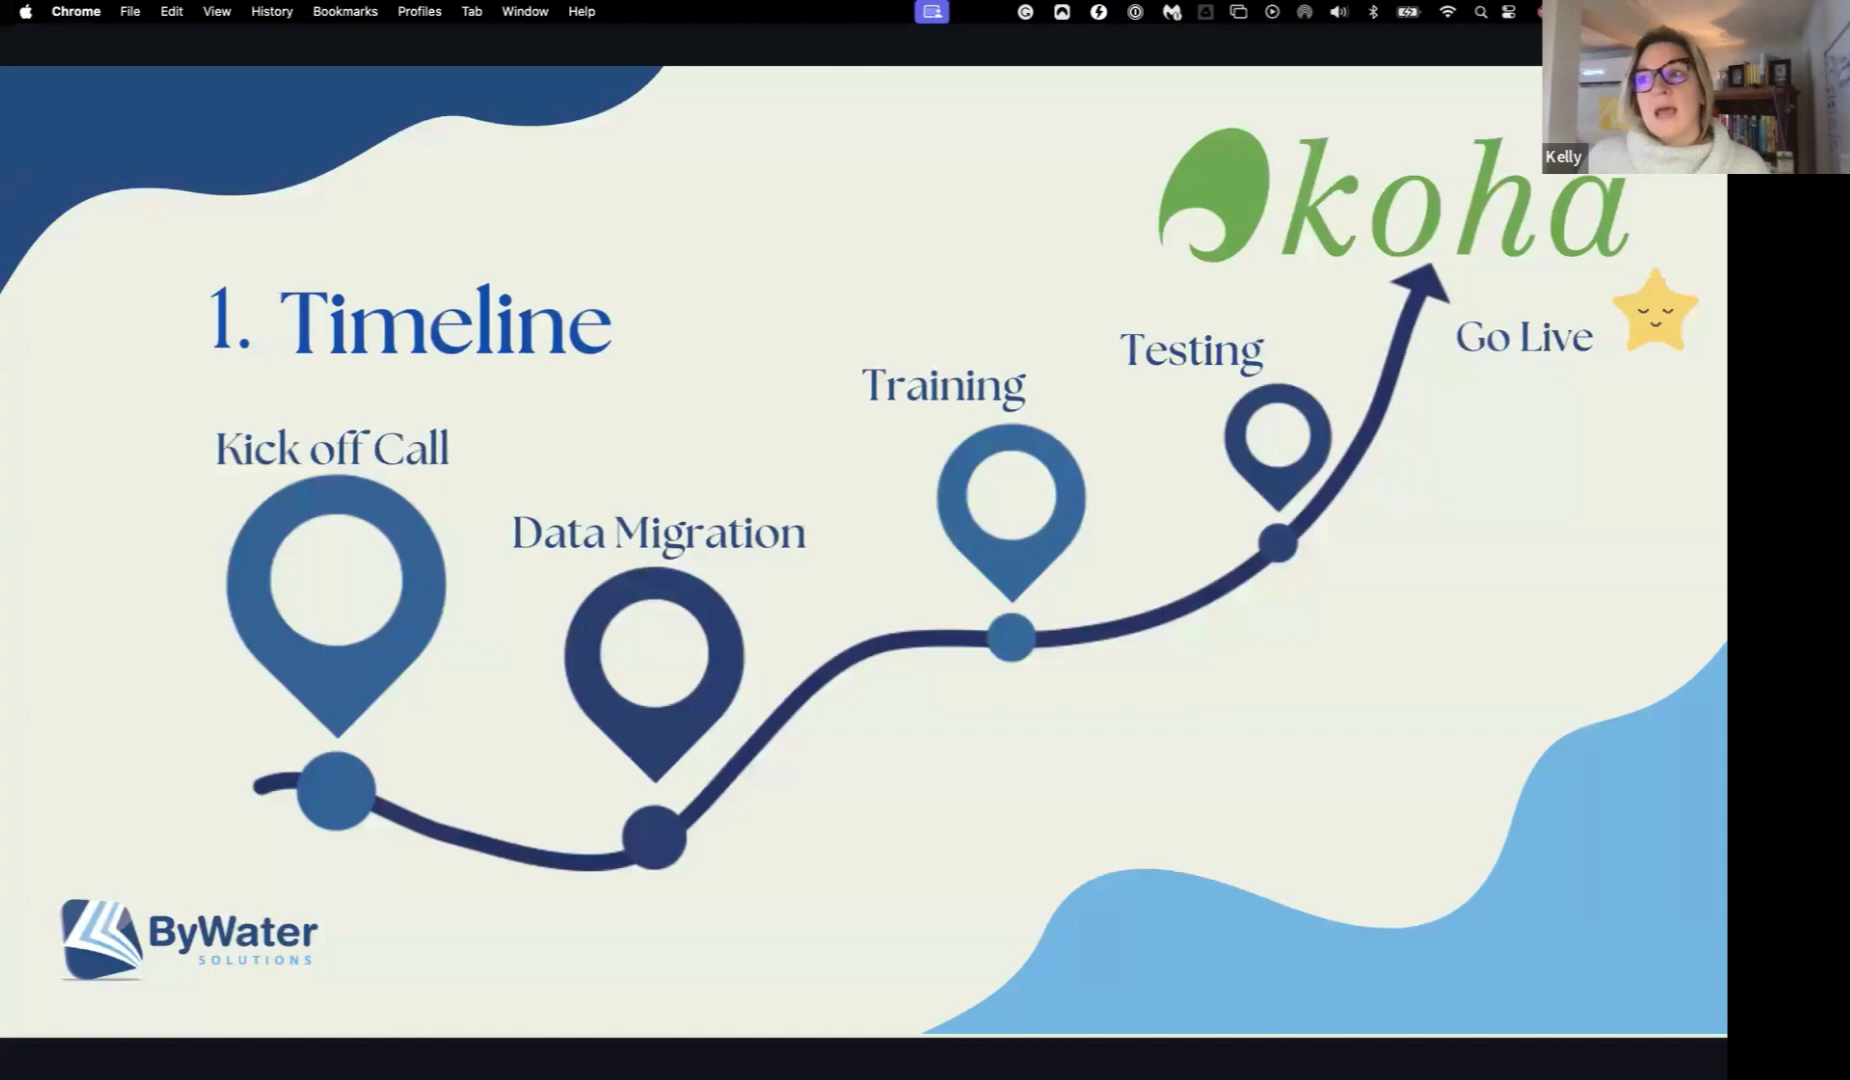 Chrome File Edit View History Bookmarks Profiles Tab Window Help
Kelly
koha
1. Timeline
Go Live
Testing
Training
Kick off Call
Data Migration
ByWater
SOLUTIONS